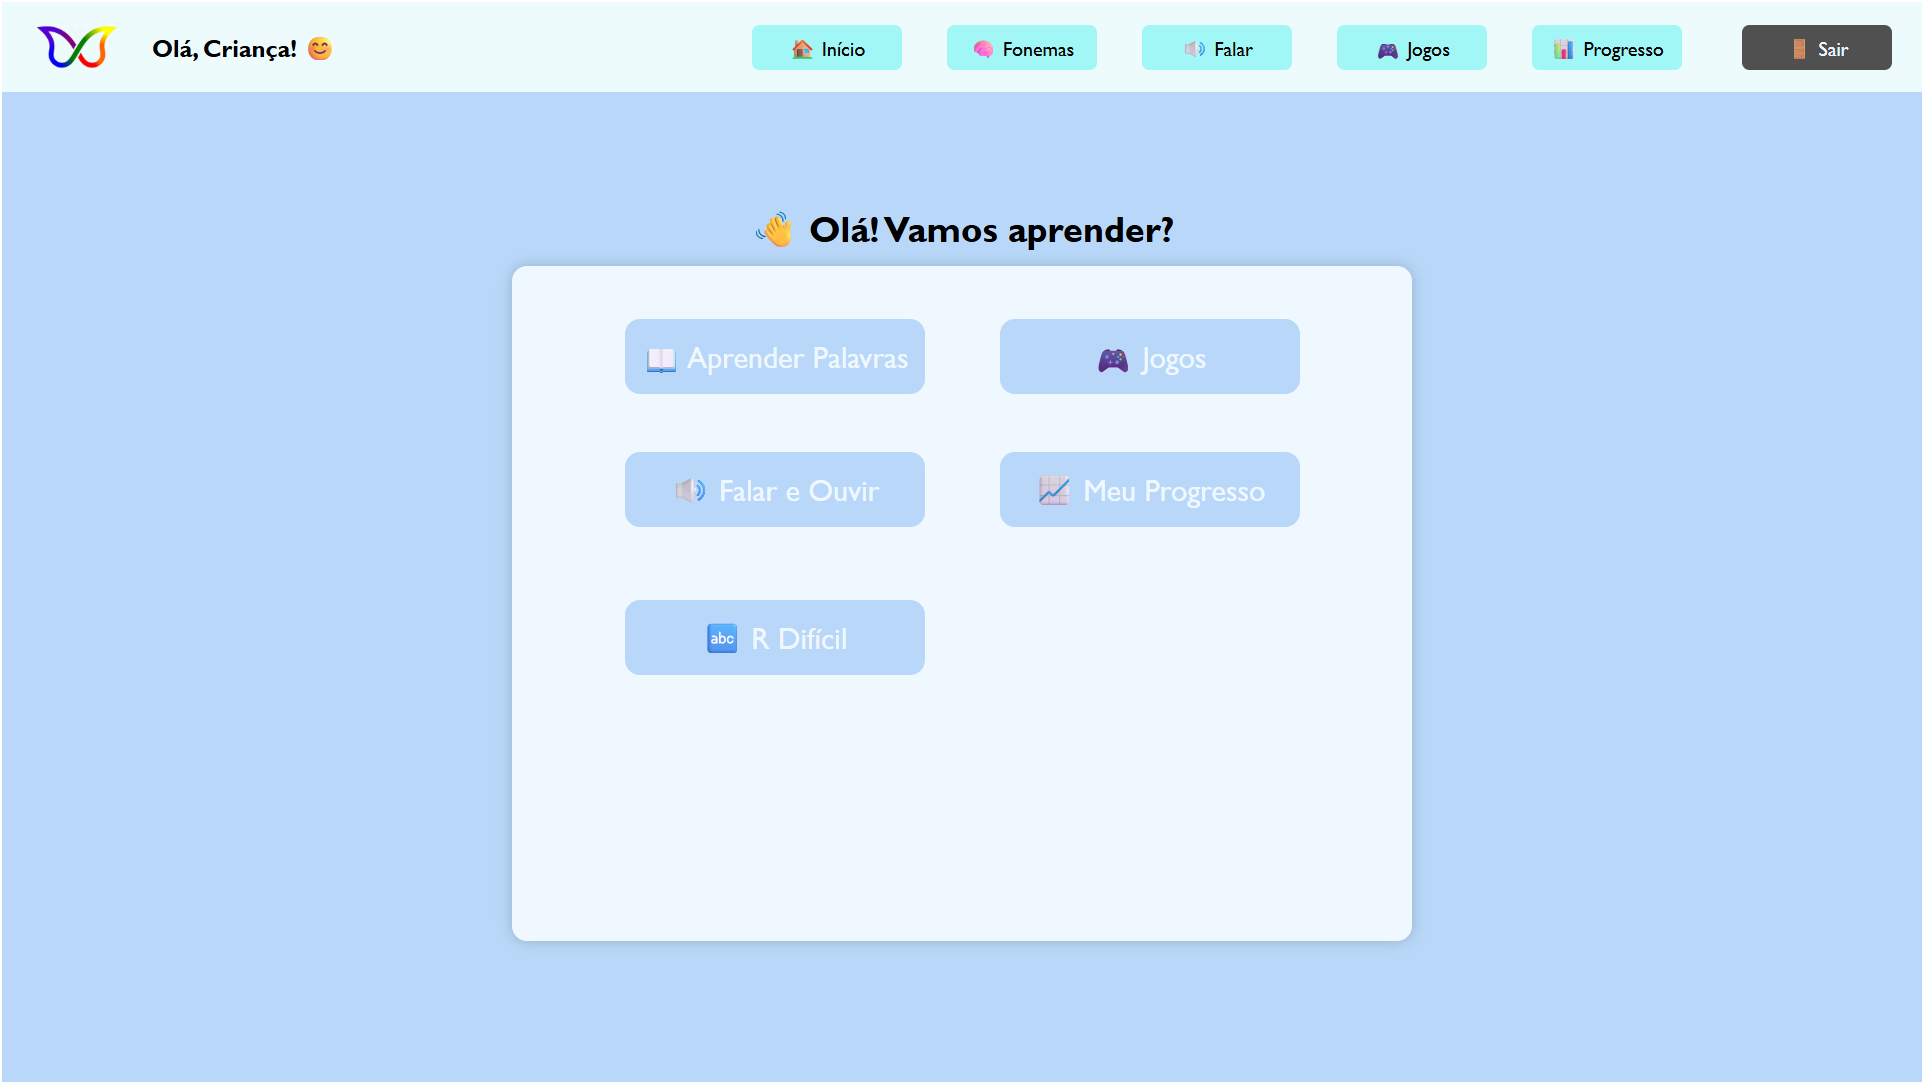 Olá, Criança! 😊
🏠 Início
🧠 Fonemas
🔊 Falar
🎮 Jogos
📊 Progresso
🚪 Sair
👋 Olá! Vamos aprender?
📖 Aprender Palavras
🎮 Jogos
🔊 Falar e Ouvir
📈 Meu Progresso
🔤 R Difícil